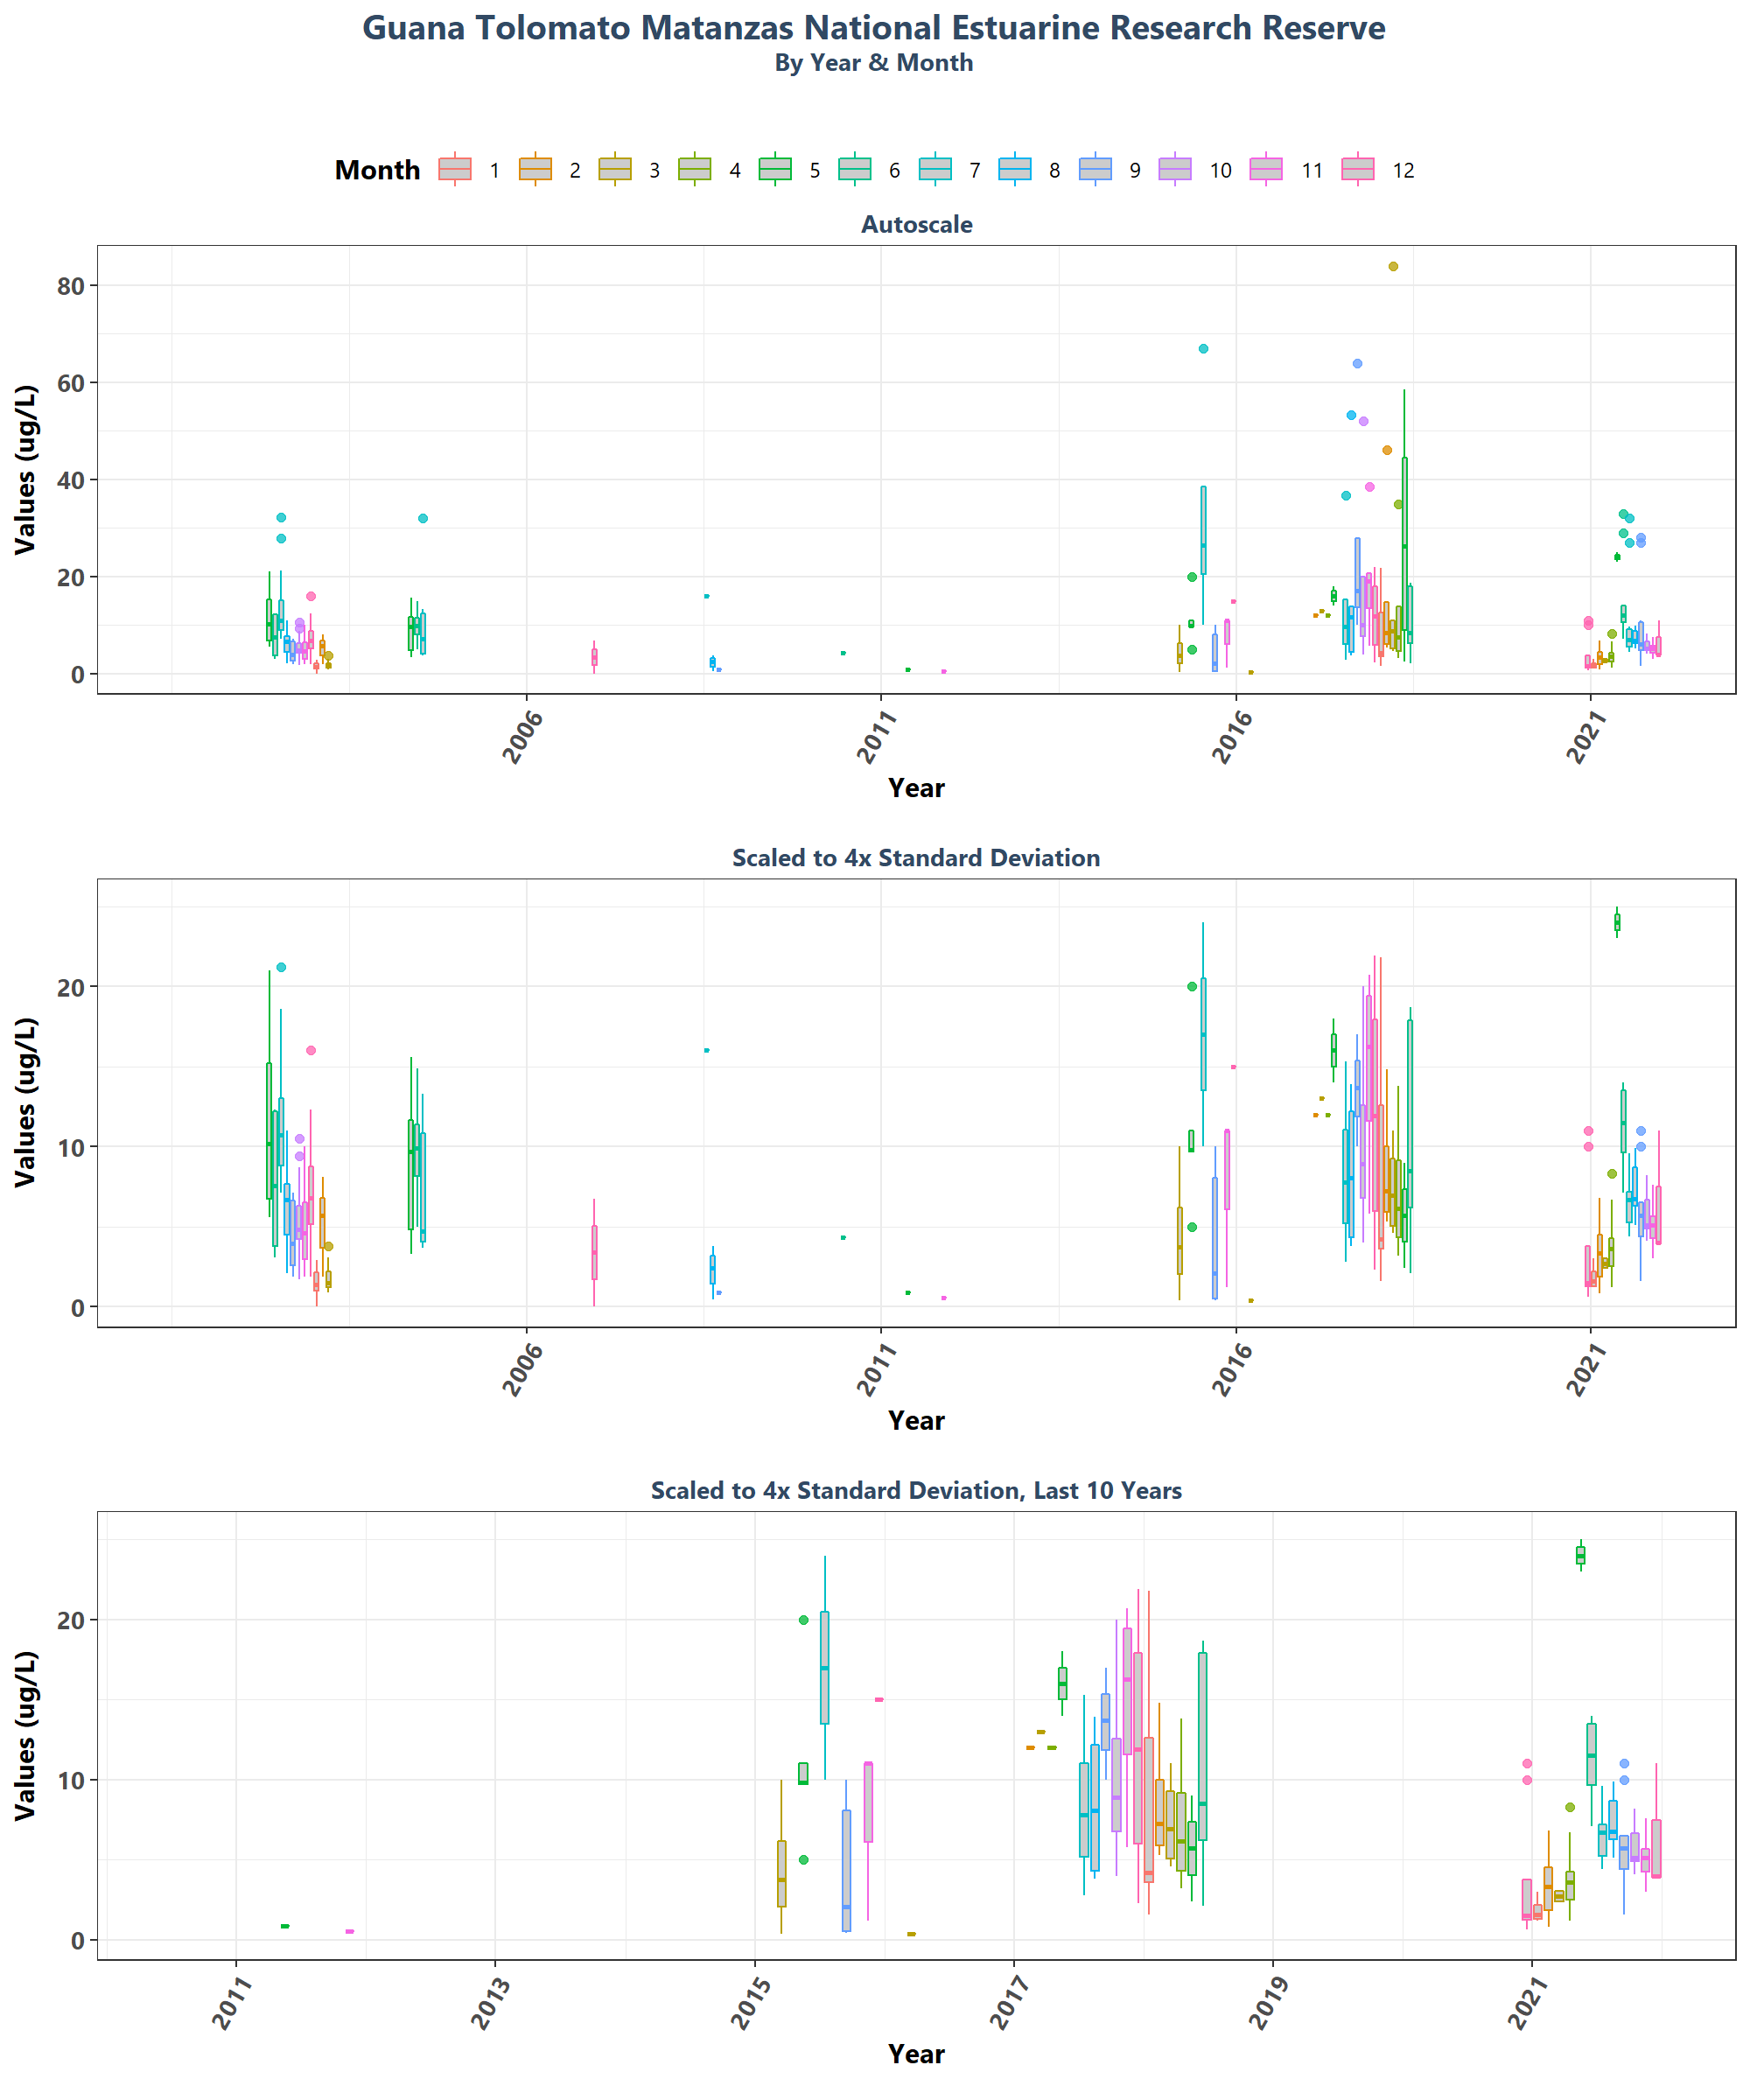 Guana Tolomato Matanzas National Estuarine Research Reserve
By Year & Month
Month 1 2 3 4 5 6 7 8 9 10 11 12
Autoscale
Values (ug/L)
80
60
40
20
0
2006 2011 2016 2021
Year
Scaled to 4x Standard Deviation
Values (ug/L)
20
10
0
2006 2011 2016 2021
Year
Scaled to 4x Standard Deviation, Last 10 Years
Values (ug/L)
20
10
0
2011 2013 2015 2017 2019 2021
Year